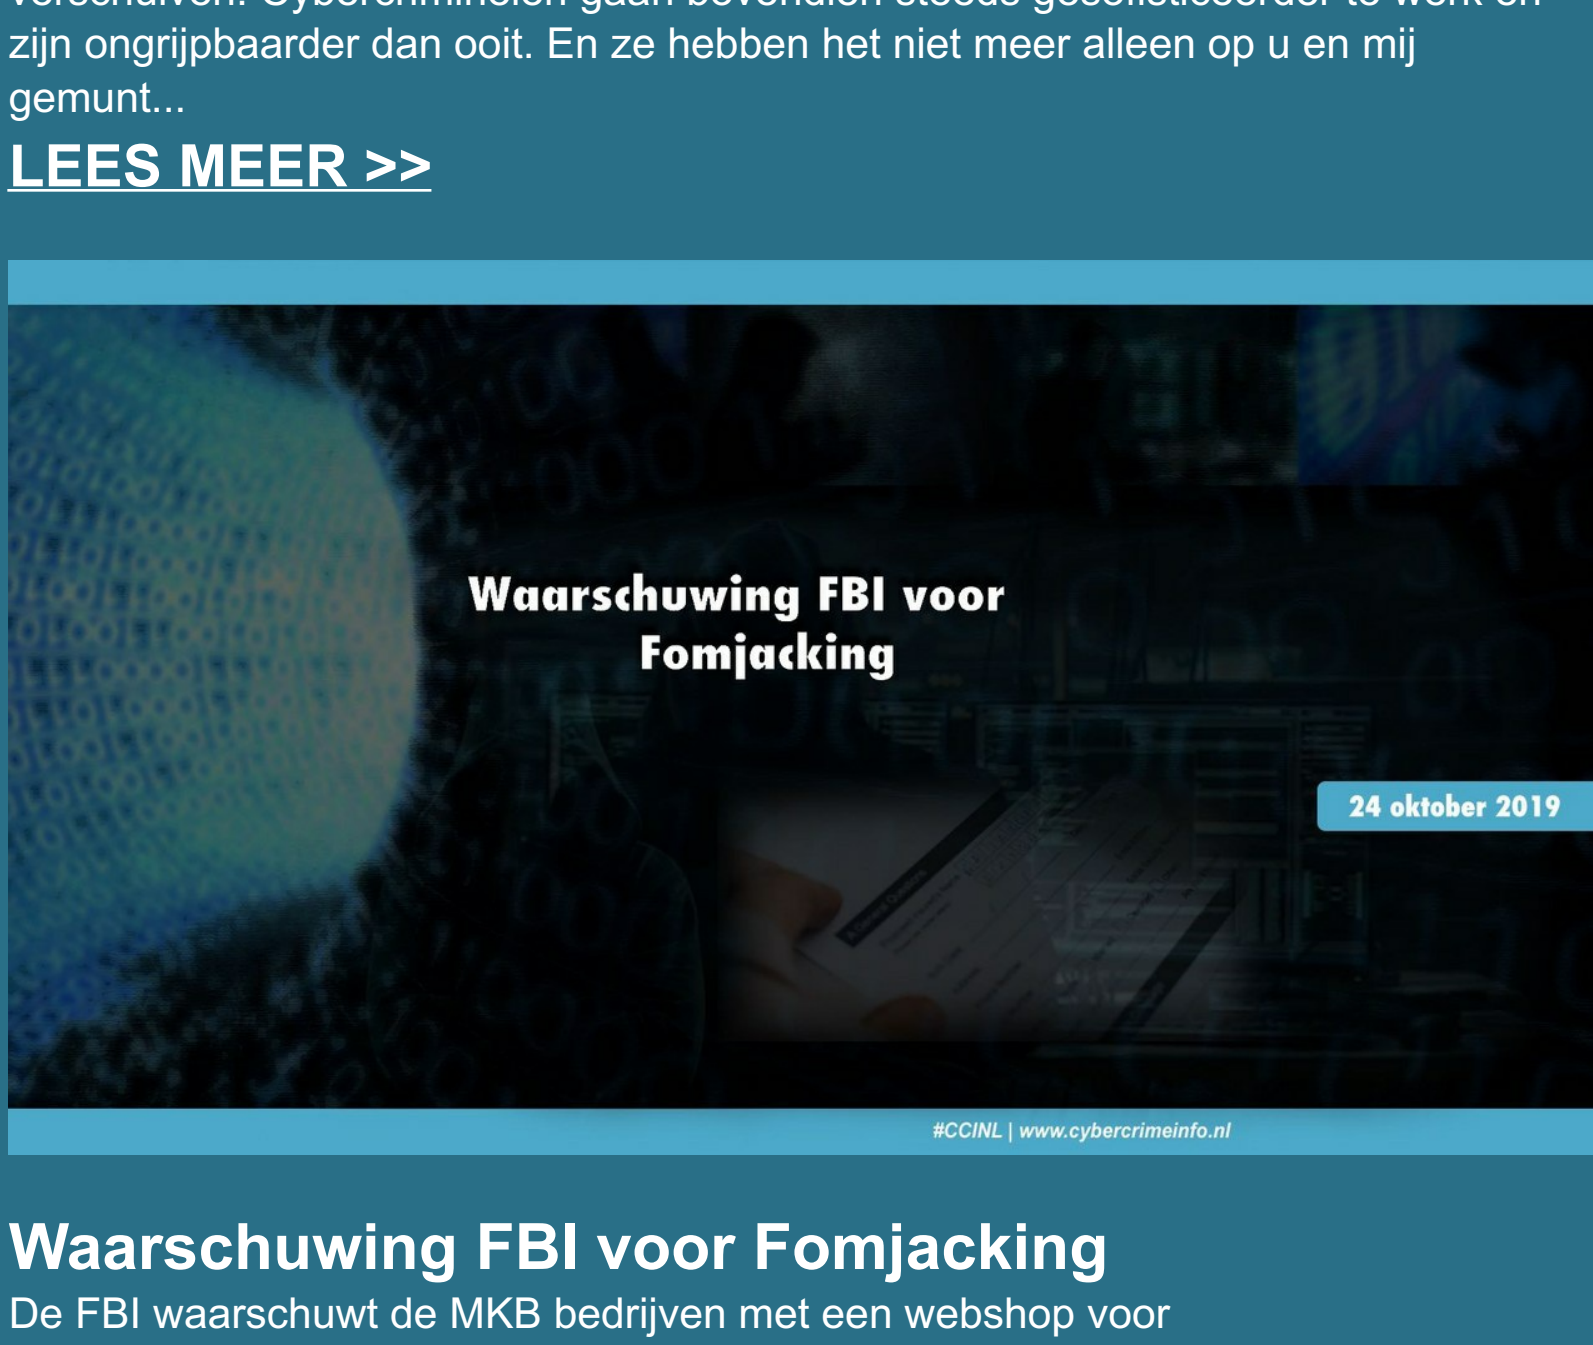 zijn ongrijpbaarder dan ooit. En ze hebben het niet meer alleen op u en mij
gemunt...
LEES MEER >>
Waarschuwing FBI voor
Fomjacking
24 oktober 2019
#CCINL | www.cybercrimeinfo.nl
Waarschuwing FBI voor Fomjacking
De FBI waarschuwt de MKB bedrijven met een webshop voor